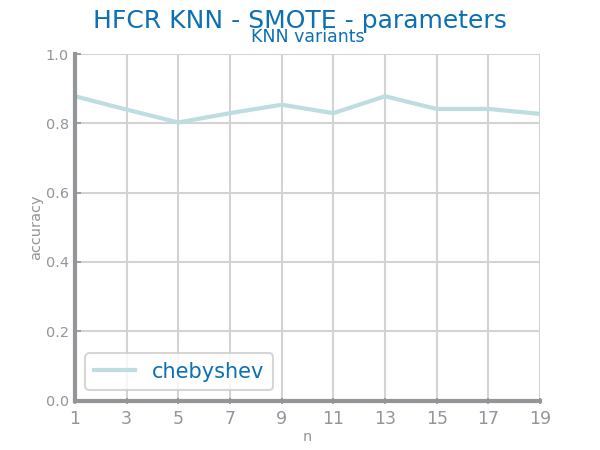 HFCR KNN - SMOTE - parameters
KNN variants
1.0
0.8
0.6
0.4
0.2
0.0
accuracy
chebyshev
1 3 5 7 9 11 13 15 17 19
n